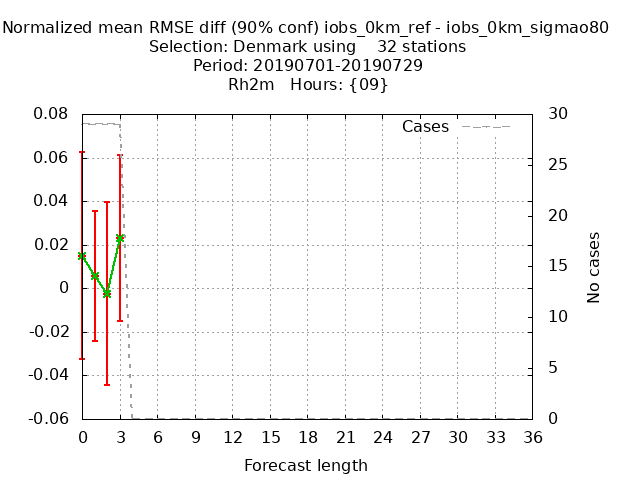 Normalized mean RMSE diff (90% conf) iobs_0km_ref - iobs_0km_sigmao80
Selection: Denmark using    32 stations
Period: 20190701-20190729
Rh2m   Hours: {09}
Cases
0.08
0.06
0.04
0.02
0
-0.02
-0.04
-0.06
30
25
20
15
10
5
0
No cases
0 3 6 9 12 15 18 21 24 27 30 33 36
Forecast length